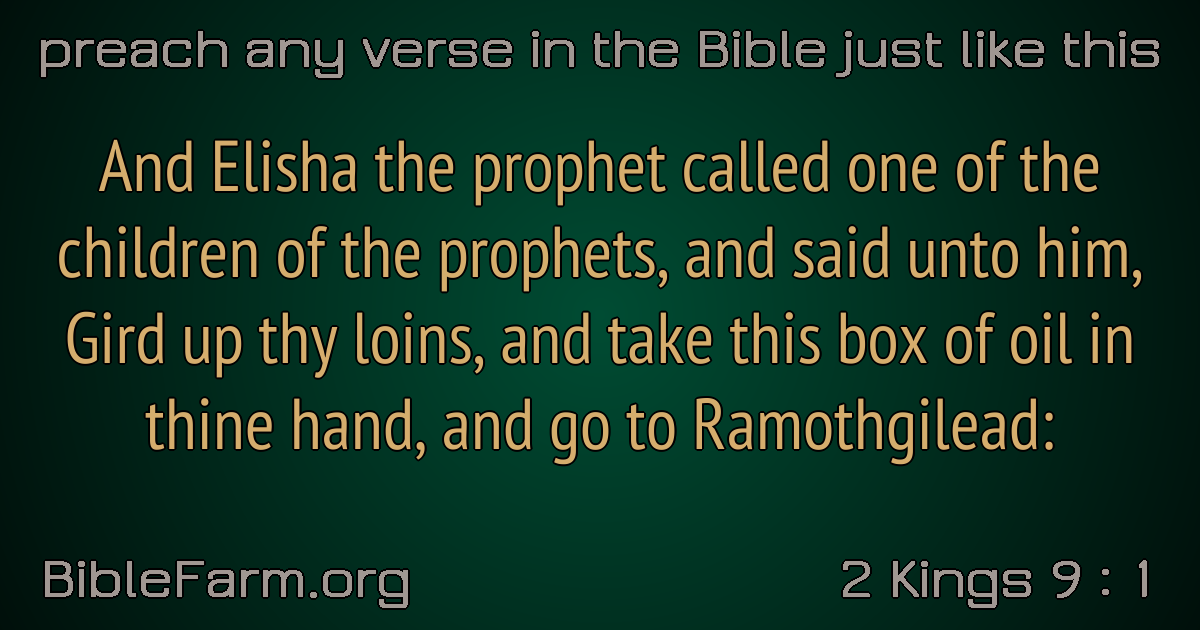 preach any verse in the Bible just like this
And Elisha the prophet called one of the
children of the prophets, and said unto him,
Gird up thy loins, and take this box of oil in
thine hand, and go to Ramothgilead:
BibleFarm.org
2 Kings 9 : 1